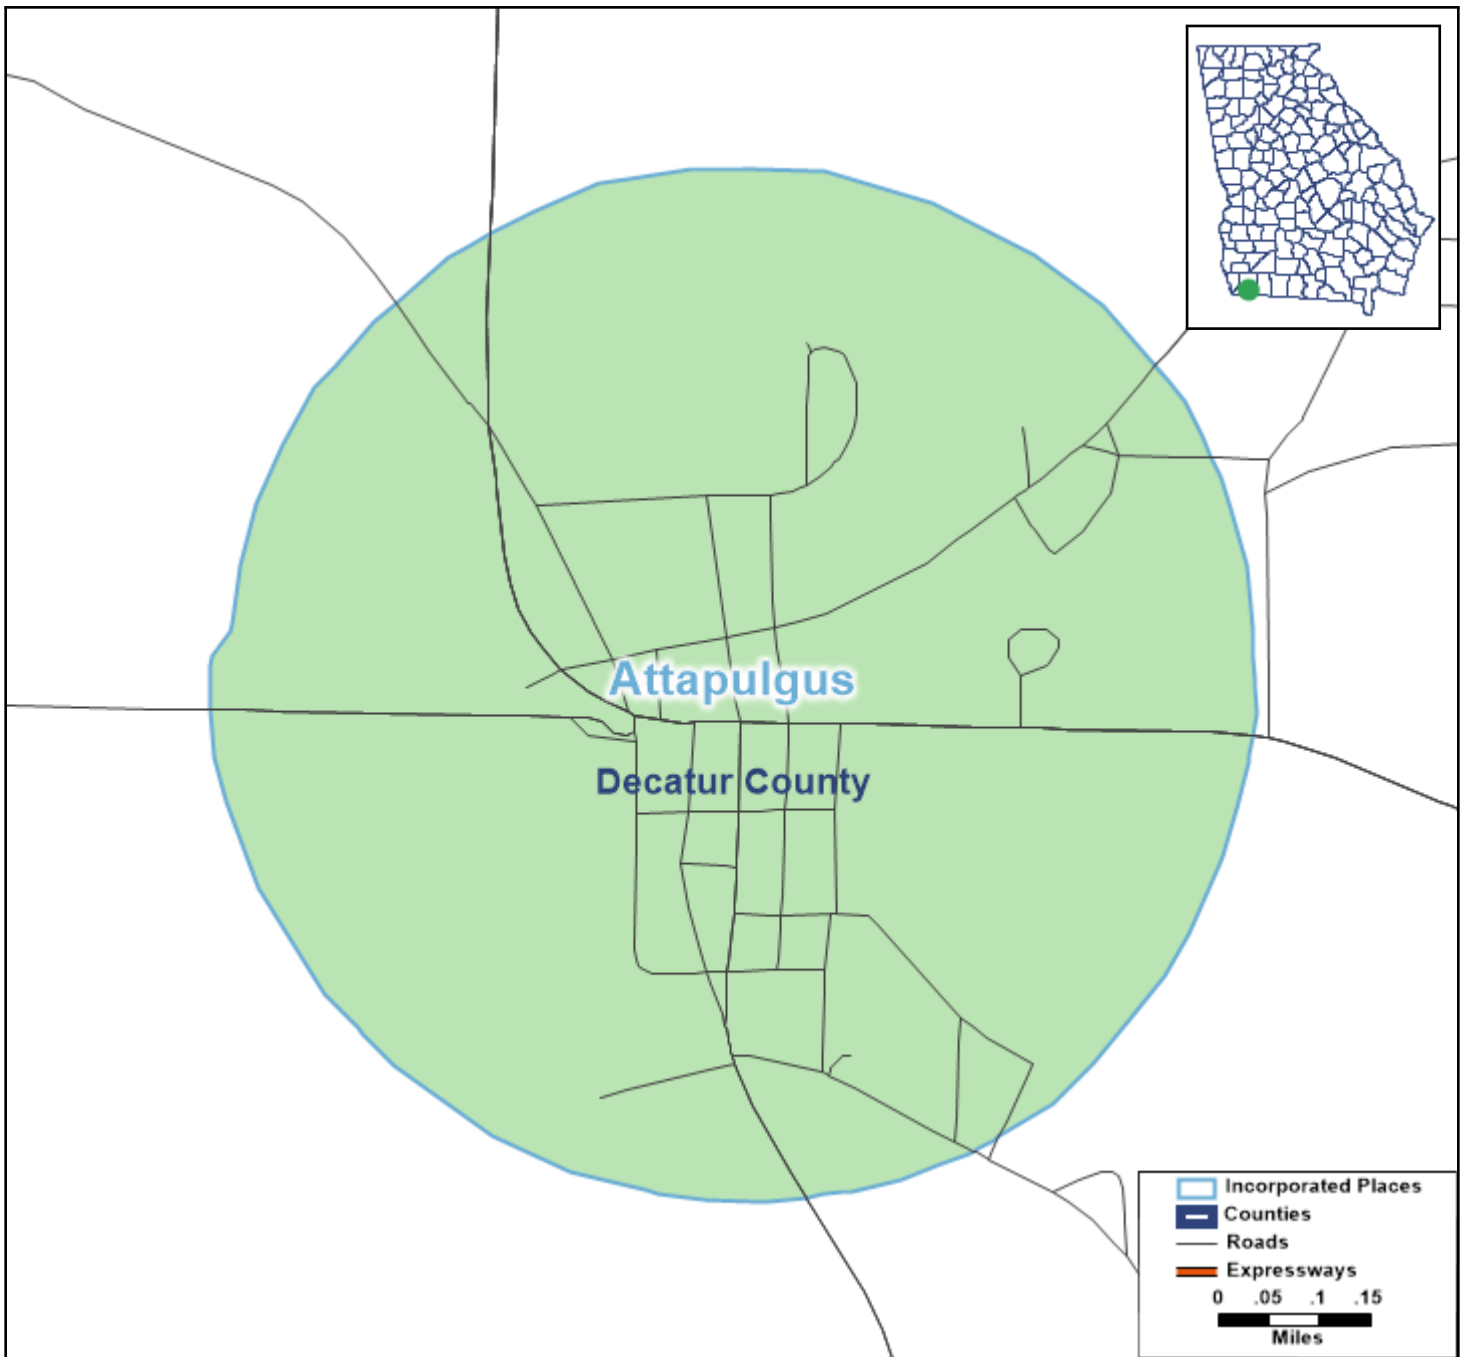 Attapulgus
Decatur County
Incorporated Places
Counties
Roads
Expressways
0 .05 .1 .15
Miles